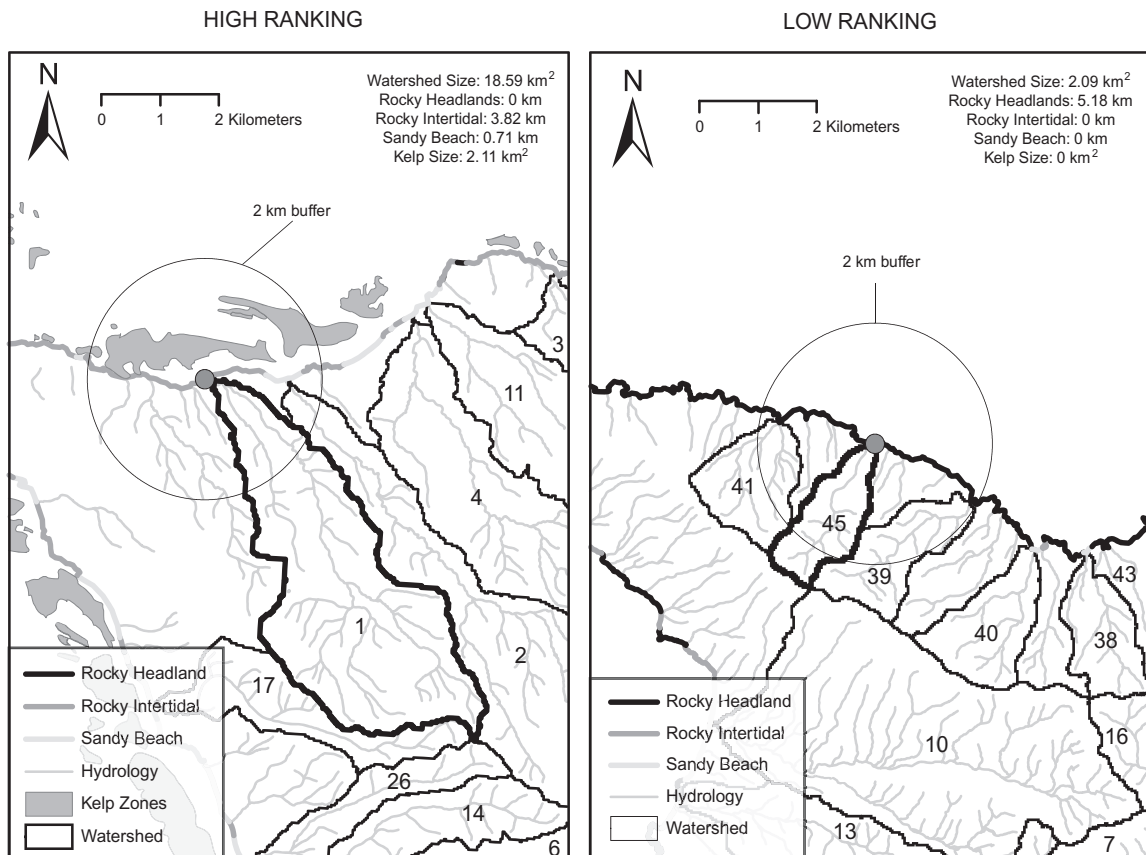 HIGH RANKING
N
0 1 2 Kilometers
Watershed Size: 18.59 km²
Rocky Headlands: 0 km
Rocky Intertidal: 3.82 km
Sandy Beach: 0.71 km
Kelp Size: 2.11 km²
2 km buffer
3
11
4
1
2
17
26
14
6
Rocky Headland
Rocky Intertidal
Sandy Beach
Hydrology
Kelp Zones
Watershed
LOW RANKING
N
0 1 2 Kilometers
Watershed Size: 2.09 km²
Rocky Headlands: 5.18 km
Rocky Intertidal: 0 km
Sandy Beach: 0 km
Kelp Size: 0 km²
2 km buffer
41
45
39
43
40
38
16
10
13
7
Rocky Headland
Rocky Intertidal
Sandy Beach
Hydrology
Watershed